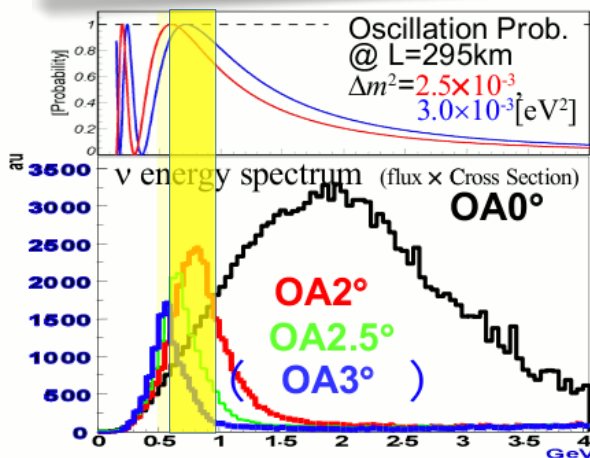 Oscillation Prob.
@ L=295km
Δm²=2.5×10⁻³,
3.0×10⁻³[eV²]
[Probability]
1
0.8
0.6
0.4
0.2
0
au
ν energy spectrum (flux × Cross Section)
3500
3000
2500
2000
1500
1000
500
0
OA0°
OA2°
OA2.5°
( OA3° )
0 0.5 1 1.5 2 2.5 3 3.5 4
GeV